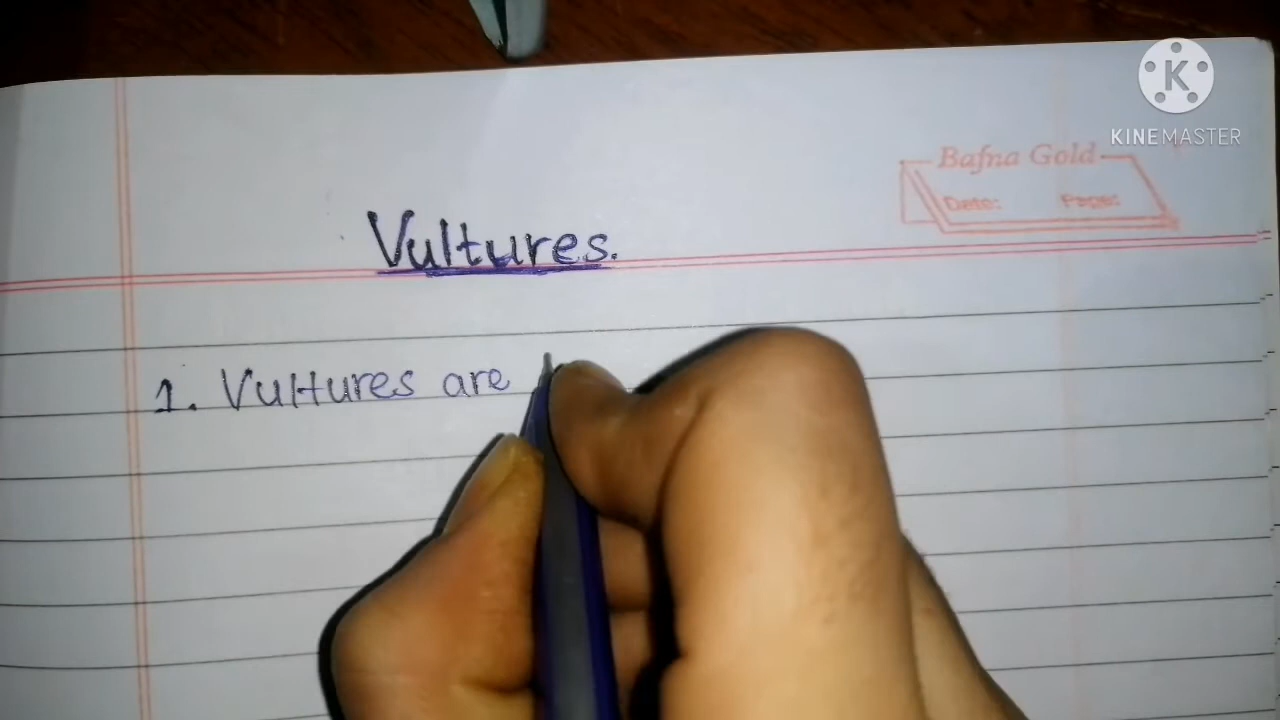 KINEMASTER
Bafna Gold
Date: Page:
Vultures.
1. Vultures are